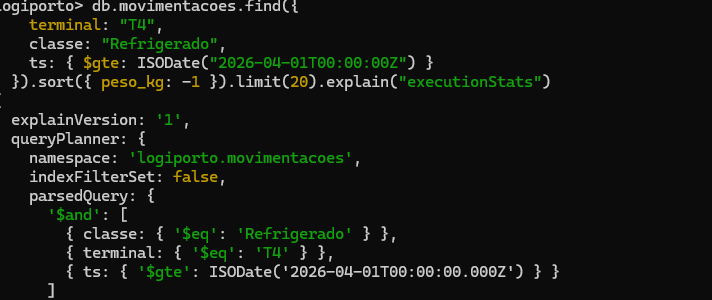 logiporto> db.movimentacoes.find({
terminal: "T4",
classe: "Refrigerado",
ts: { $gte: ISODate("2026-04-01T00:00:00Z") }
}).sort({ peso_kg: -1 }).limit(20).explain("executionStats")
{
explainVersion: '1',
queryPlanner: {
namespace: 'logiporto.movimentacoes',
indexFilterSet: false,
parsedQuery: {
'$and': [
{ classe: { '$eq': 'Refrigerado' } },
{ terminal: { '$eq': 'T4' } },
{ ts: { '$gte': ISODate('2026-04-01T00:00:00.000Z') } }
]